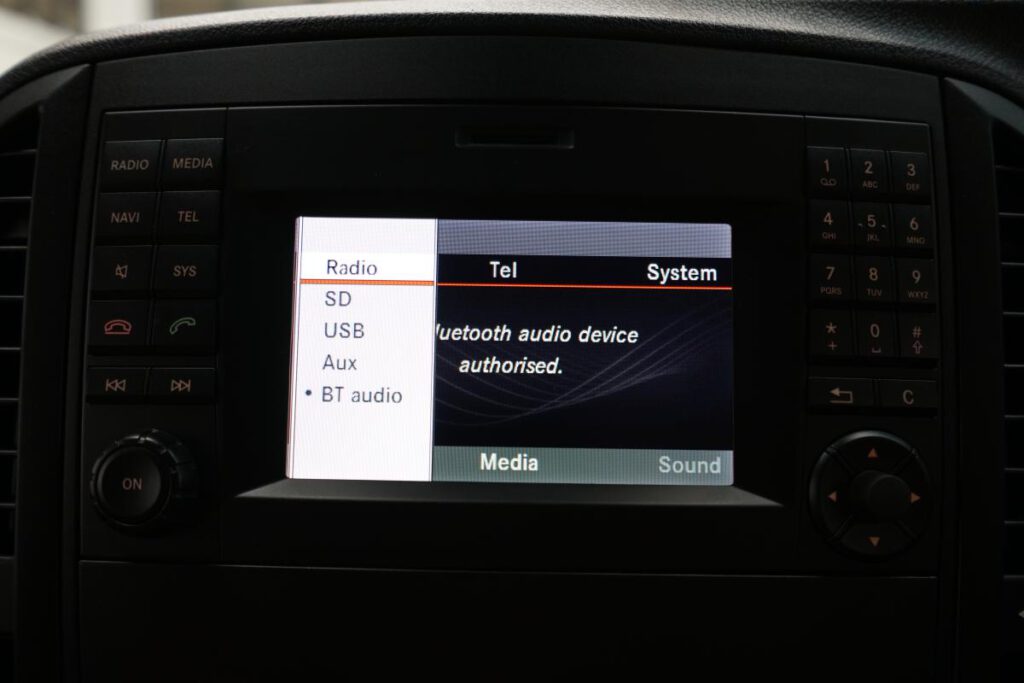 RADIO MEDIA
NAVI TEL
SYS
ON
Radio
SD
USB
Aux
• BT audio
Tel System
luetooth audio device
authorised.
Media Sound
1 2 ABC 3 DEF
4 GHI 5 JKL 6 MNO
7 PQRS 8 TUV 9 WXYZ
* + 0 #
C